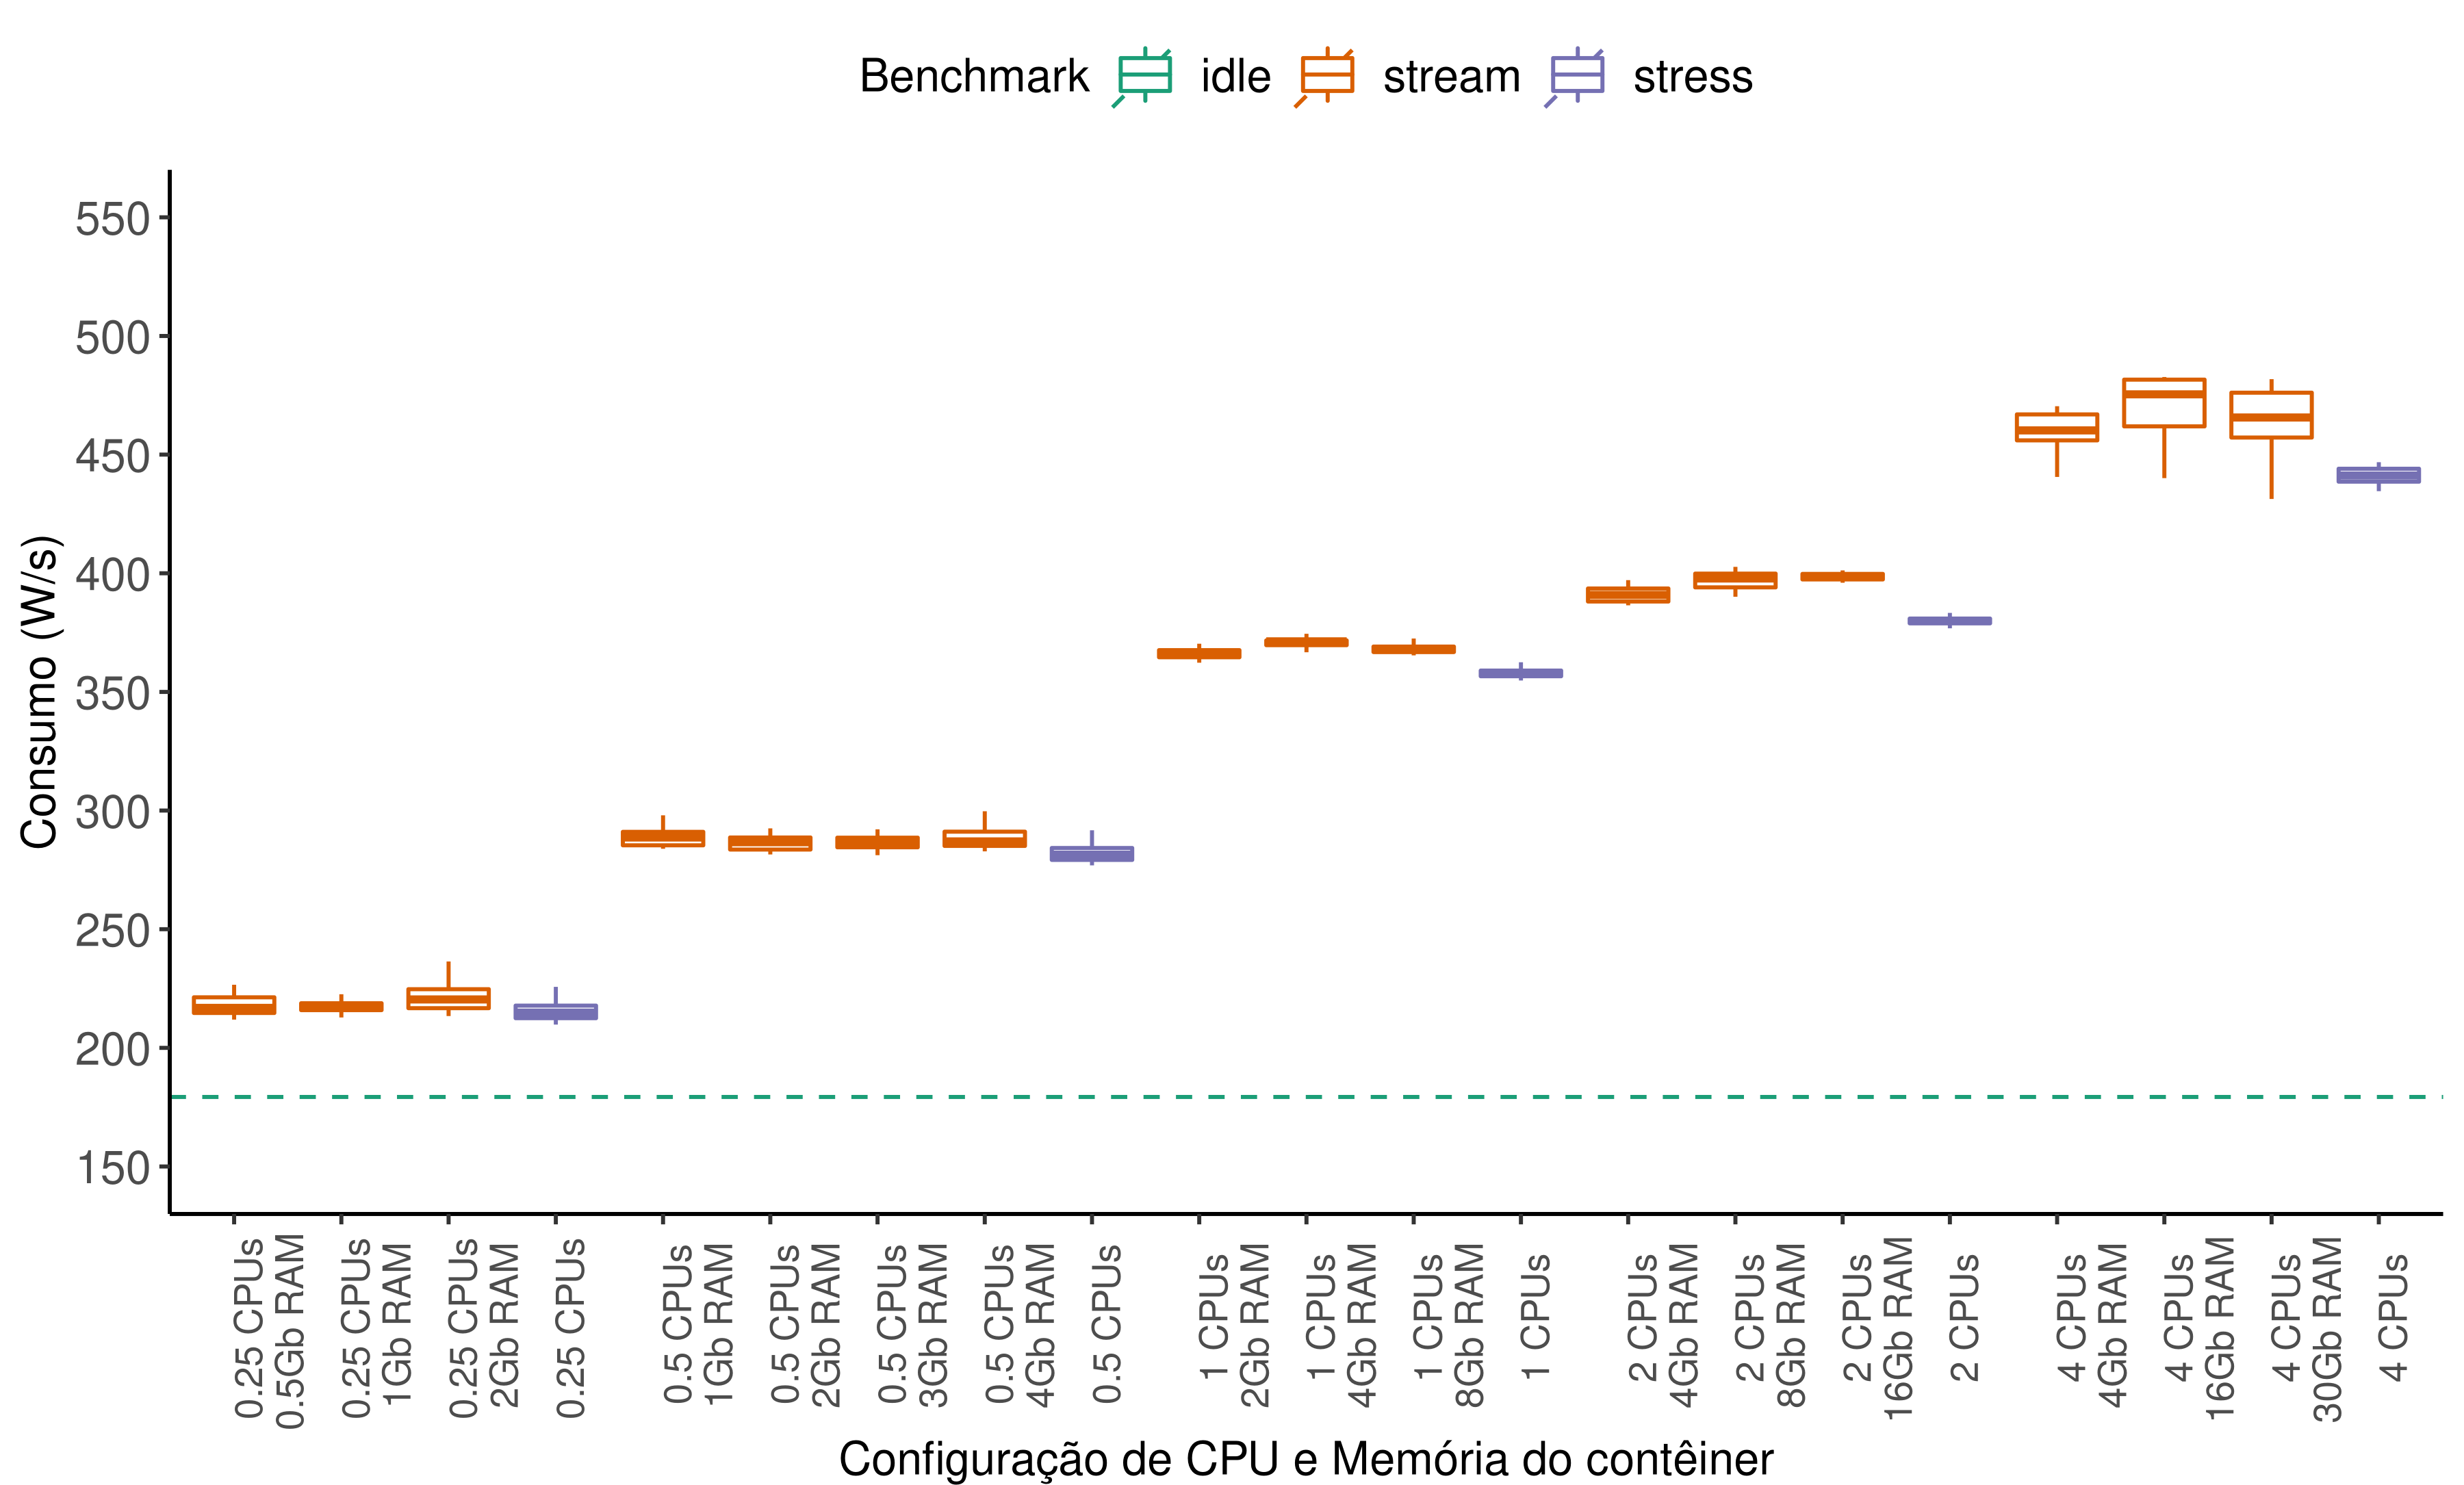 Benchmark idle stream stress
Consumo (W/s)
550
500
450
400
350
300
250
200
150
0.25 CPUs
0.5Gb RAM
0.25 CPUs
1Gb RAM
0.25 CPUs
2Gb RAM
0.25 CPUs
0.5 CPUs
1Gb RAM
0.5 CPUs
2Gb RAM
0.5 CPUs
3Gb RAM
0.5 CPUs
4Gb RAM
0.5 CPUs
1 CPUs
2Gb RAM
1 CPUs
4Gb RAM
1 CPUs
8Gb RAM
1 CPUs
2 CPUs
4Gb RAM
2 CPUs
8Gb RAM
2 CPUs
16Gb RAM
2 CPUs
4 CPUs
4Gb RAM
4 CPUs
16Gb RAM
4 CPUs
30Gb RAM
4 CPUs
Configuração de CPU e Memória do contêiner